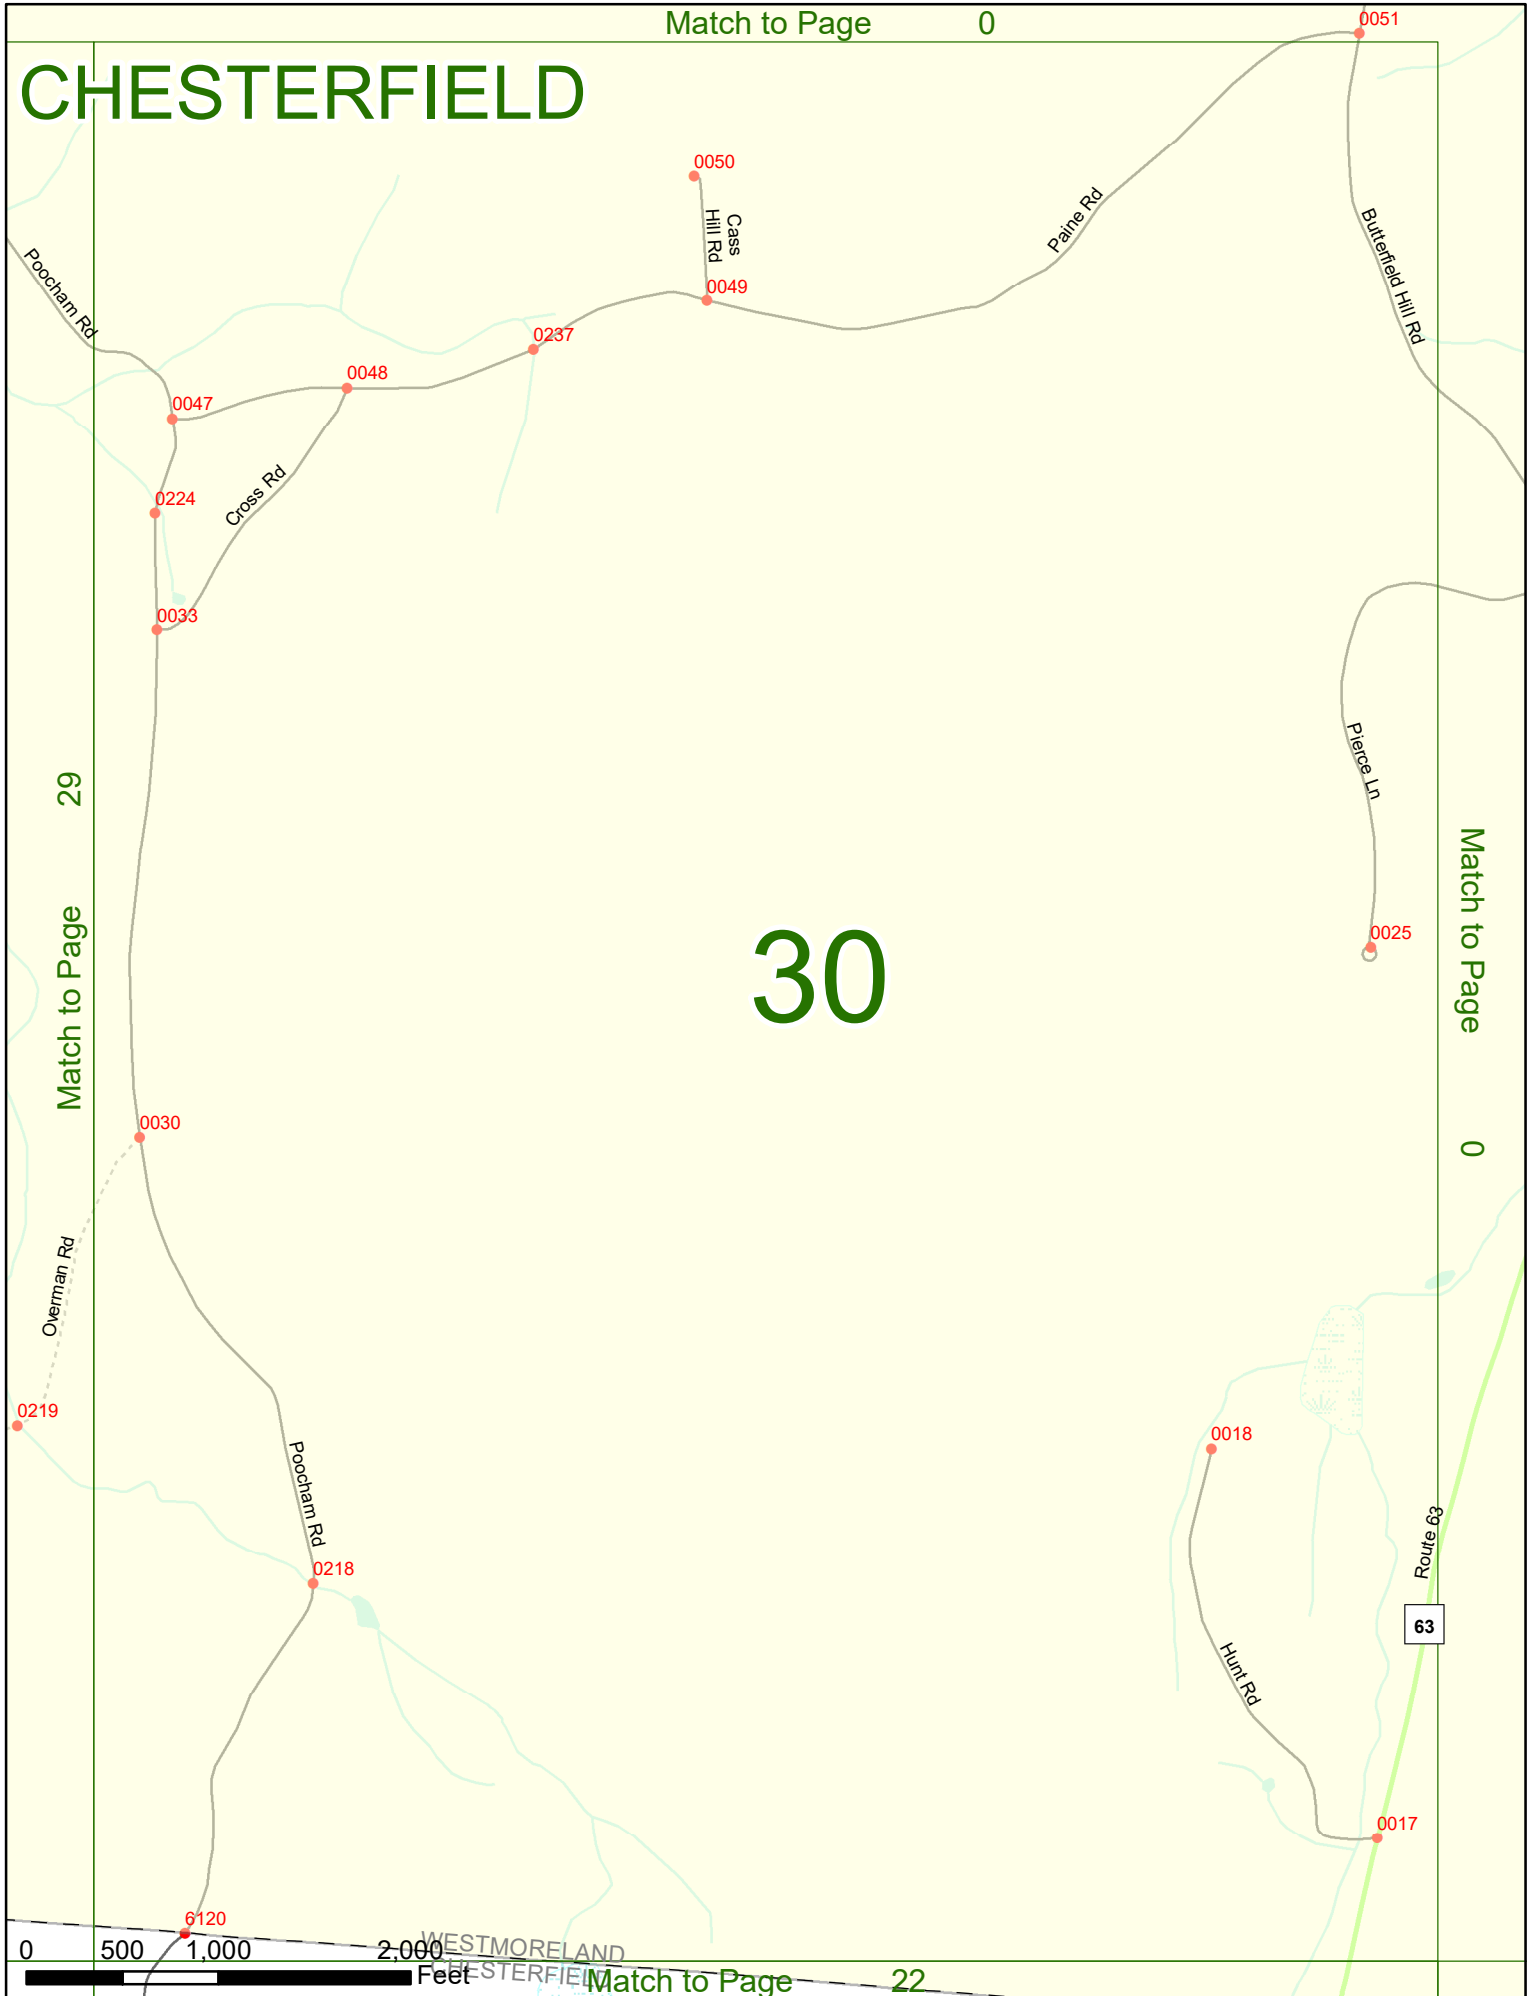 Match to Page 0
0051
CHESTERFIELD
0050
Cass
Hill Rd
Paine Rd
Butterfield Hill Rd
Poocham Rd
0049
0237
0048
0047
Cross Rd
0224
0033
Pierce Ln
Match to Page 29
Match to Page 0
30
0025
0030
Overman Rd
0219
0018
Poocham Rd
Route 63
0218
63
Hunt Rd
0017
6120
WESTMORELAND
CHESTERFIELD
0 500 1,000 2,000
Feet
Match to Page 22